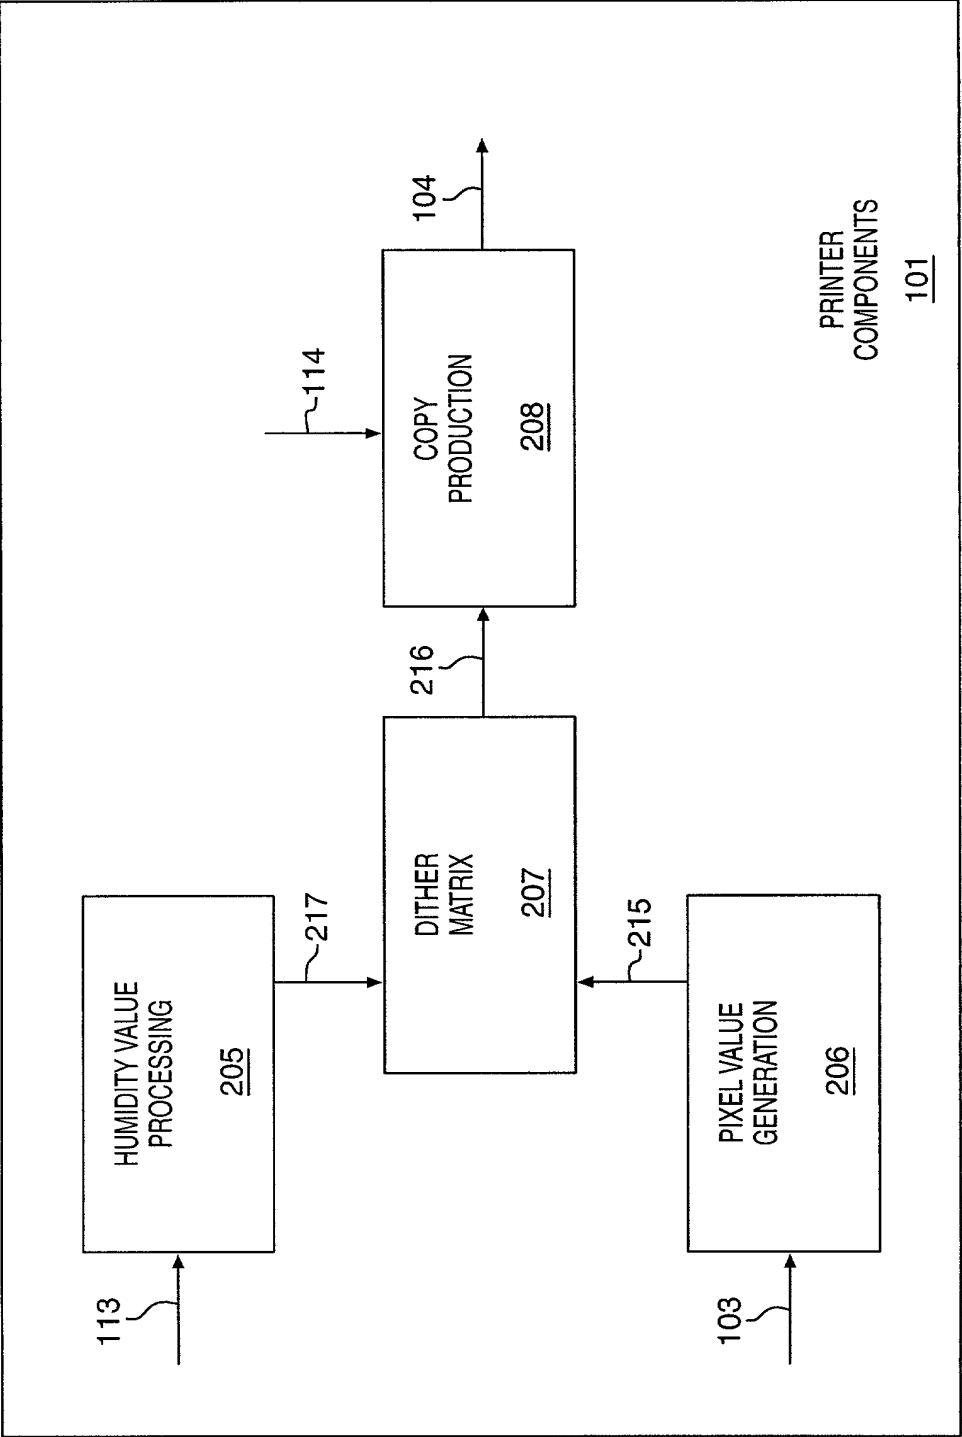 113
HUMIDITY VALUE
PROCESSING
205
217
114
103
PIXEL VALUE
GENERATION
206
215
DITHER
MATRIX
207
216
COPY
PRODUCTION
208
104
PRINTER
COMPONENTS
101